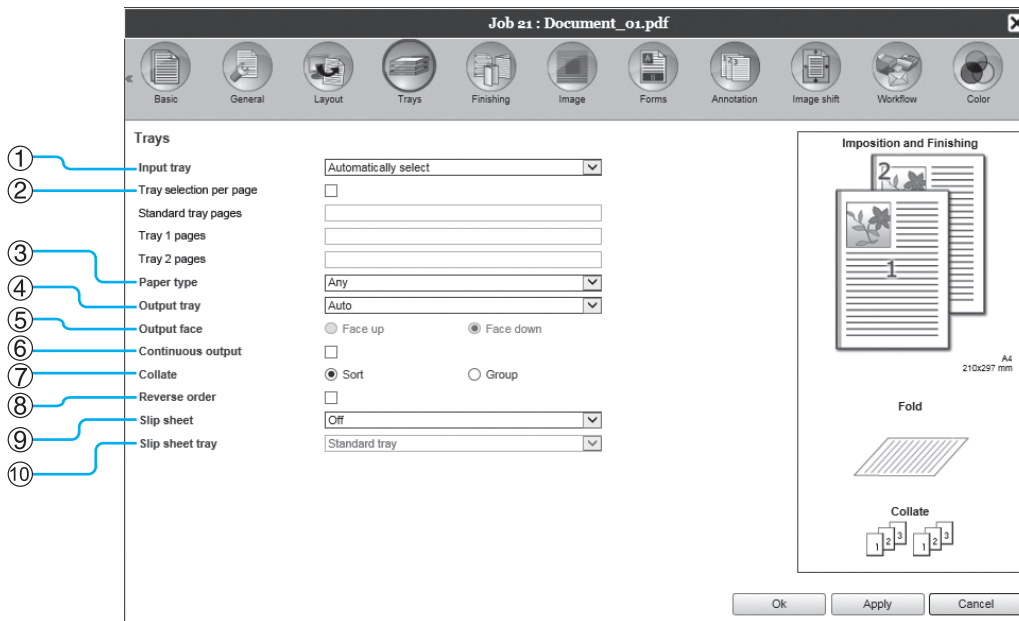 Job 21 : Document_01.pdf
Basic General Layout Trays Finishing Image Forms Annotation Image shift Workflow Color
Trays
① Input tray Automatically select
② Tray selection per page
Standard tray pages
Tray 1 pages
Tray 2 pages
③ Paper type Any
④ Output tray Auto
⑤ Output face Face up Face down
⑥ Continuous output
⑦ Collate Sort Group
⑧ Reverse order
⑨ Slip sheet Off
⑩ Slip sheet tray Standard tray
Imposition and Finishing
2
1
A4
210x297 mm
Fold
Collate
1 2 3 1 2 3
Ok Apply Cancel